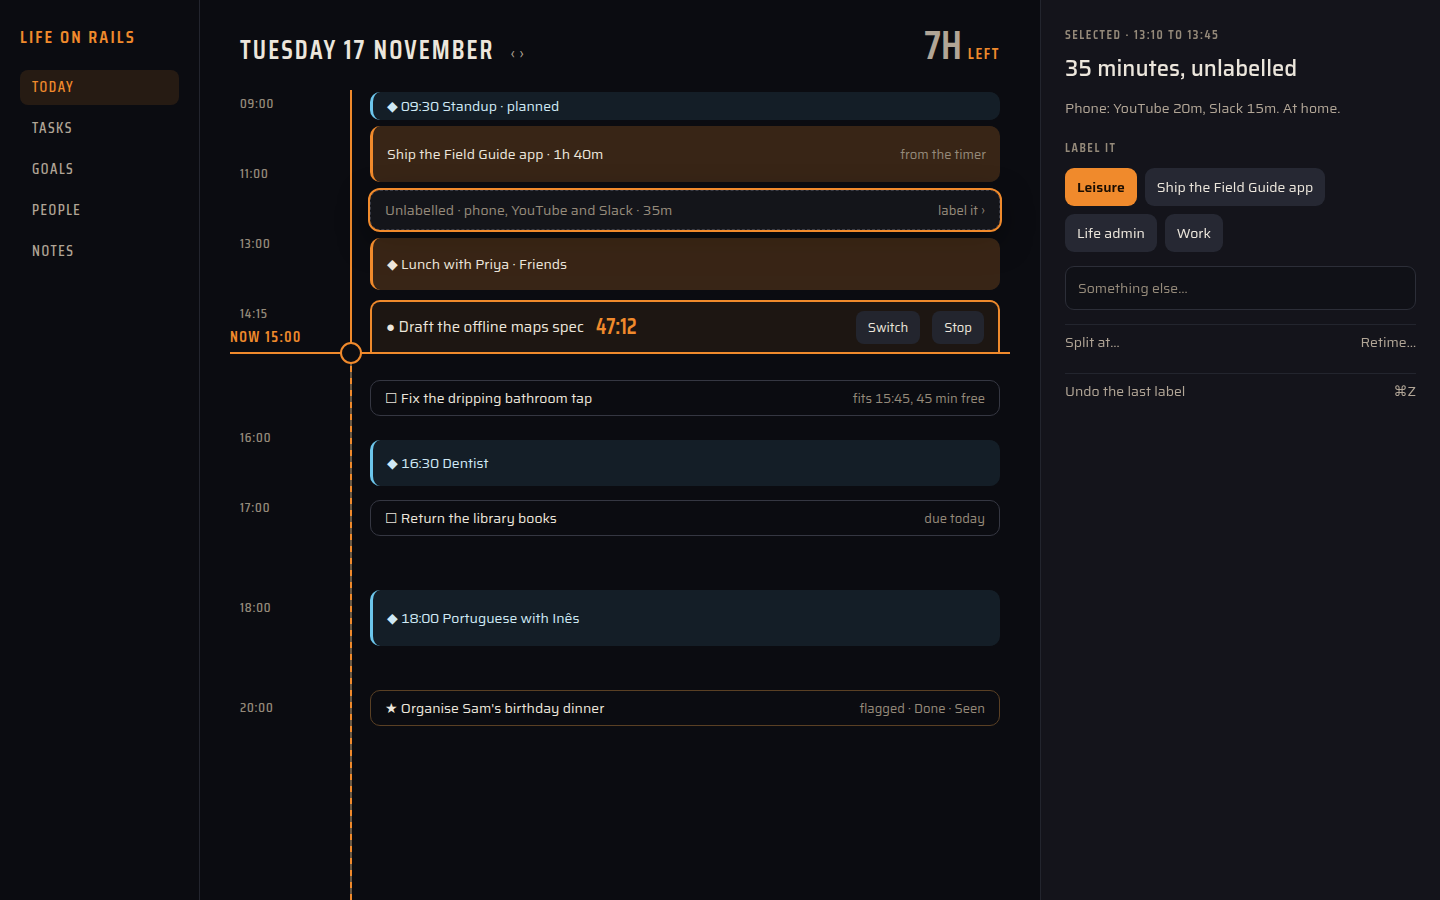 LIFE ON RAILS
TODAY
TASKS
GOALS
PEOPLE
NOTES
TUESDAY 17 NOVEMBER ‹ ›
7H LEFT
09:00
◆ 09:30 Standup · planned
Ship the Field Guide app · 1h 40m from the timer
11:00
Unlabelled · phone, YouTube and Slack · 35m label it ›
13:00
◆ Lunch with Priya · Friends
14:15
● Draft the offline maps spec 47:12 Switch Stop
NOW 15:00
☐ Fix the dripping bathroom tap fits 15:45, 45 min free
16:00
◆ 16:30 Dentist
17:00
☐ Return the library books due today
18:00
◆ 18:00 Portuguese with Inês
20:00
★ Organise Sam's birthday dinner flagged · Done · Seen
SELECTED · 13:10 TO 13:45
35 minutes, unlabelled
Phone: YouTube 20m, Slack 15m. At home.
LABEL IT
Leisure Ship the Field Guide app
Life admin Work
Something else...
Split at... Retime...
Undo the last label ⌘Z